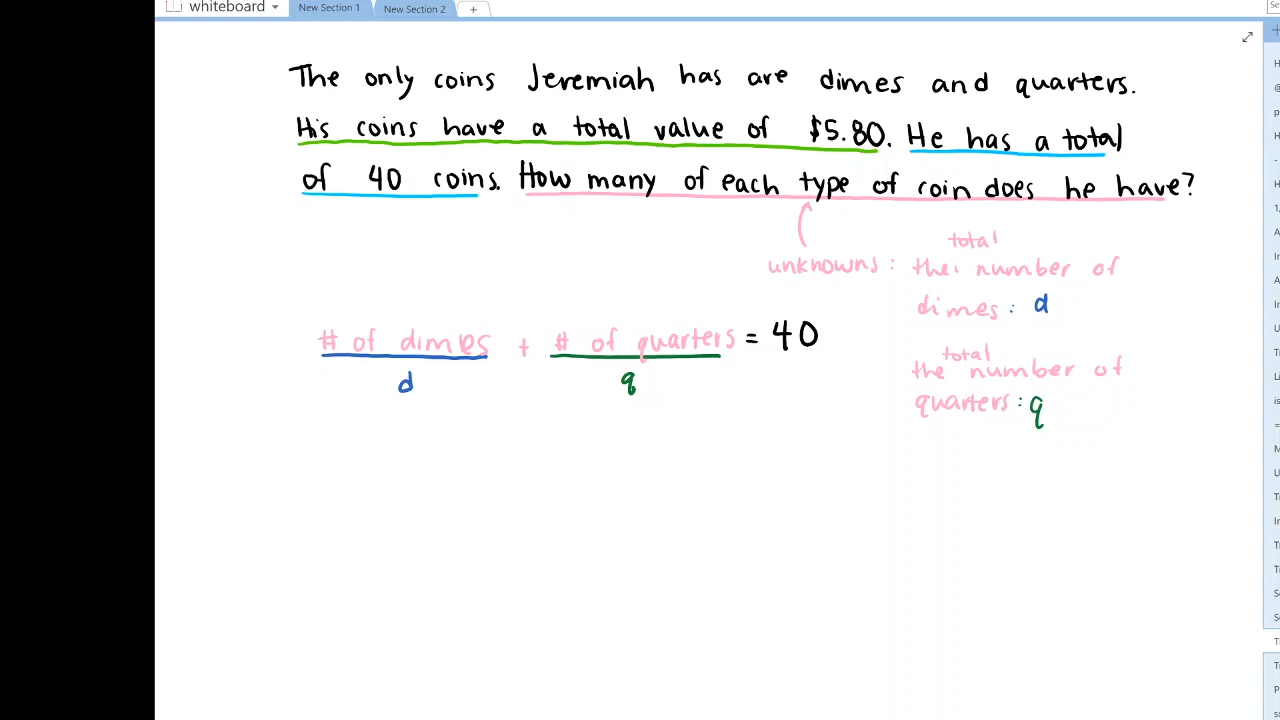 whiteboard
New Section 1
New Section 2
+
The only coins Jeremiah has are dimes and quarters.
His coins have a total value of $5.80. He has a total
of 40 coins. How many of each type of coin does he have?
total
unknowns: the number of
dimes: d
# of dimes + # of quarters = 40
d q
total
the number of
quarters: q